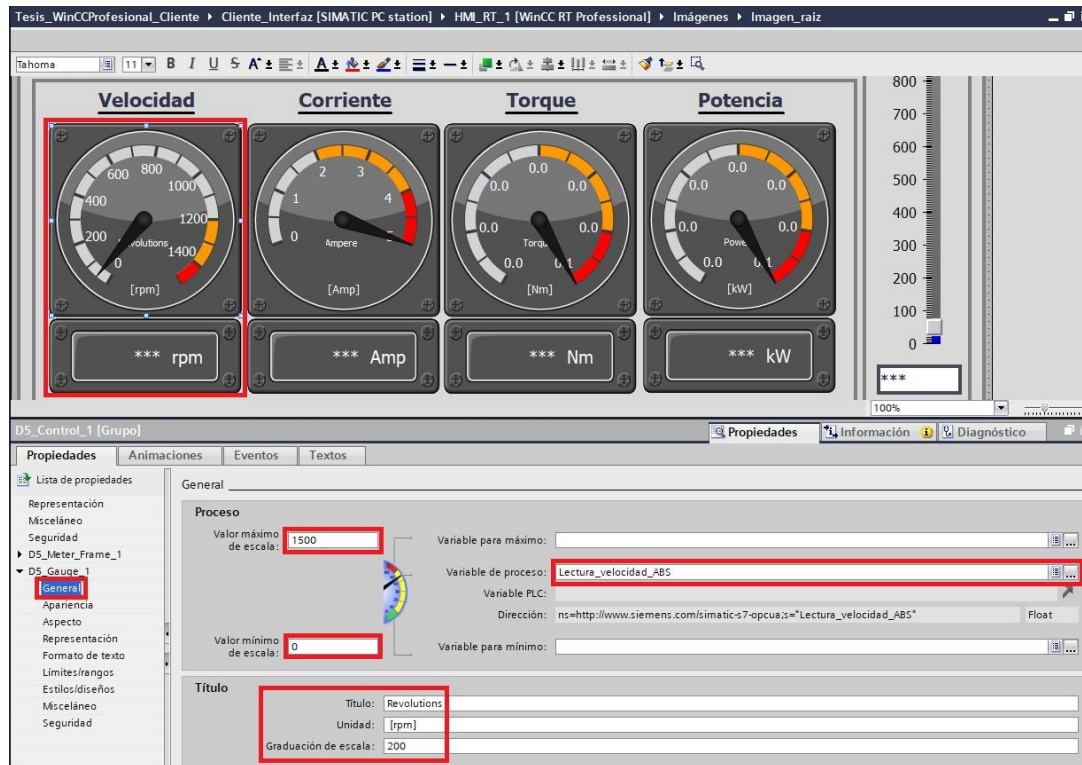 Tesis_WinCCProfesional_Cliente ▸ Cliente_Interfaz [SIMATIC PC station] ▸ HMI_RT_1 [WinCC RT Professional] ▸ Imágenes ▸ Imagen_raiz
Tahoma 11 B I U S A
Velocidad Corriente Torque Potencia
0 200 400 600 800 1000 1200 1400
[rpm]
0 1 2 3 4 5
Ampere
[Amp]
0.0 0.0 0.0 0.0 0.0 0.0
[Nm]
0.0 0.0 0.0 0.0 0.0 0.0
[kW]
*** rpm
*** Amp
*** Nm
*** kW
800
700
600
500
400
300
200
100
0
***
100%
D5_Control_1 [Grupo]
Propiedades Información Diagnóstico
Propiedades Animaciones Eventos Textos
Lista de propiedades
Representación
Misceláneo
Seguridad
D5_Meter_Frame_1
D5_Gauge_1
General
Apariencia
Aspecto
Representación
Formato de texto
Límites/rangos
Estilos/diseños
Misceláneo
Seguridad
General
Proceso
Valor máximo de escala: 1500
Variable para máximo:
Variable de proceso: Lectura_velocidad_ABS
Variable PLC:
Dirección: ns=http://www.siemens.com/simatic-s7-opcua;s="Lectura_velocidad_ABS" Float
Valor mínimo de escala: 0
Variable para mínimo:
Título
Título: Revolutions
Unidad: [rpm]
Graduación de escala: 200